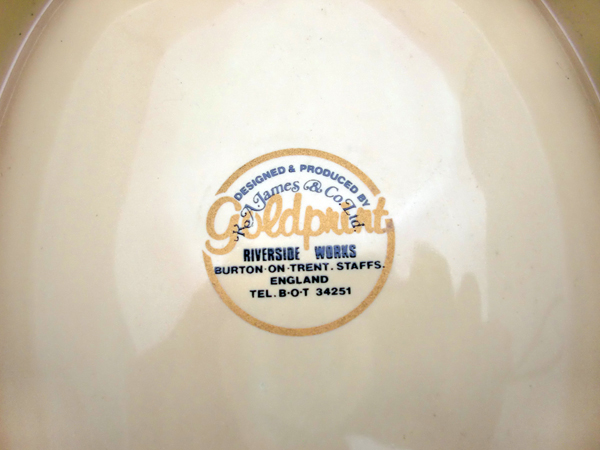 DESIGNED & PRODUCED BY
R.A. James & Co. Ltd
Goldprint
RIVERSIDE WORKS
BURTON·ON·TRENT. STAFFS.
ENGLAND
TEL. B·O·T 34251